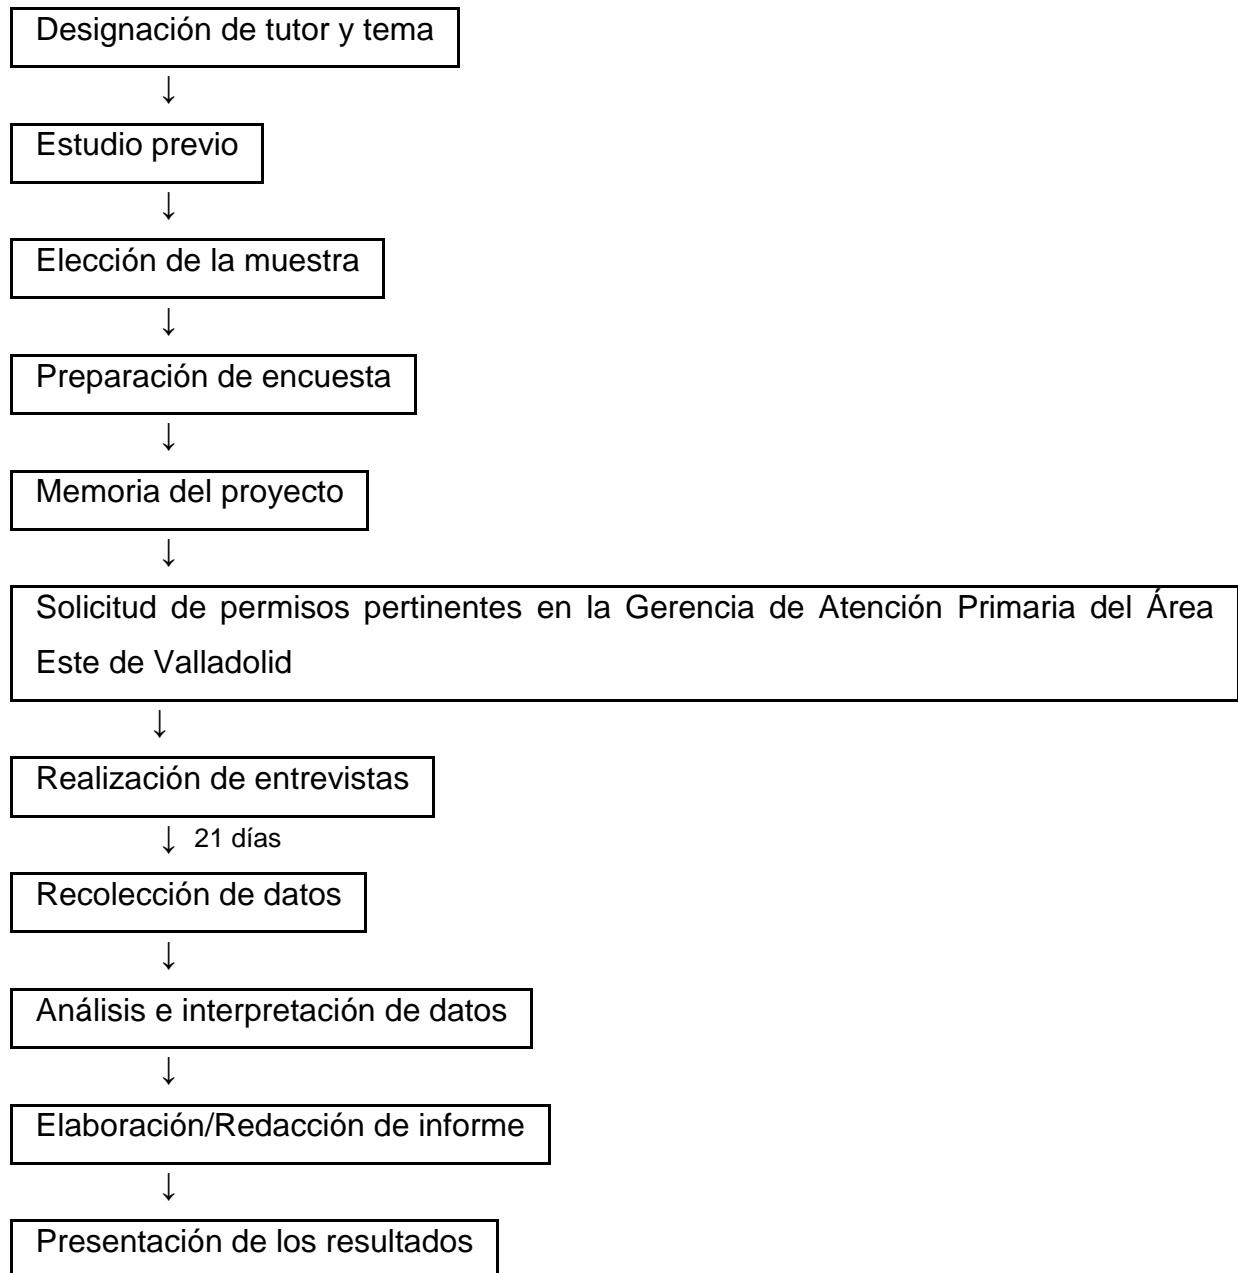 Designación de tutor y tema
↓
Estudio previo
↓
Elección de la muestra
↓
Preparación de encuesta
↓
Memoria del proyecto
↓
Solicitud de permisos pertinentes en la Gerencia de Atención Primaria del Área
Este de Valladolid
↓
Realización de entrevistas
↓ 21 días
Recolección de datos
↓
Análisis e interpretación de datos
↓
Elaboración/Redacción de informe
↓
Presentación de los resultados